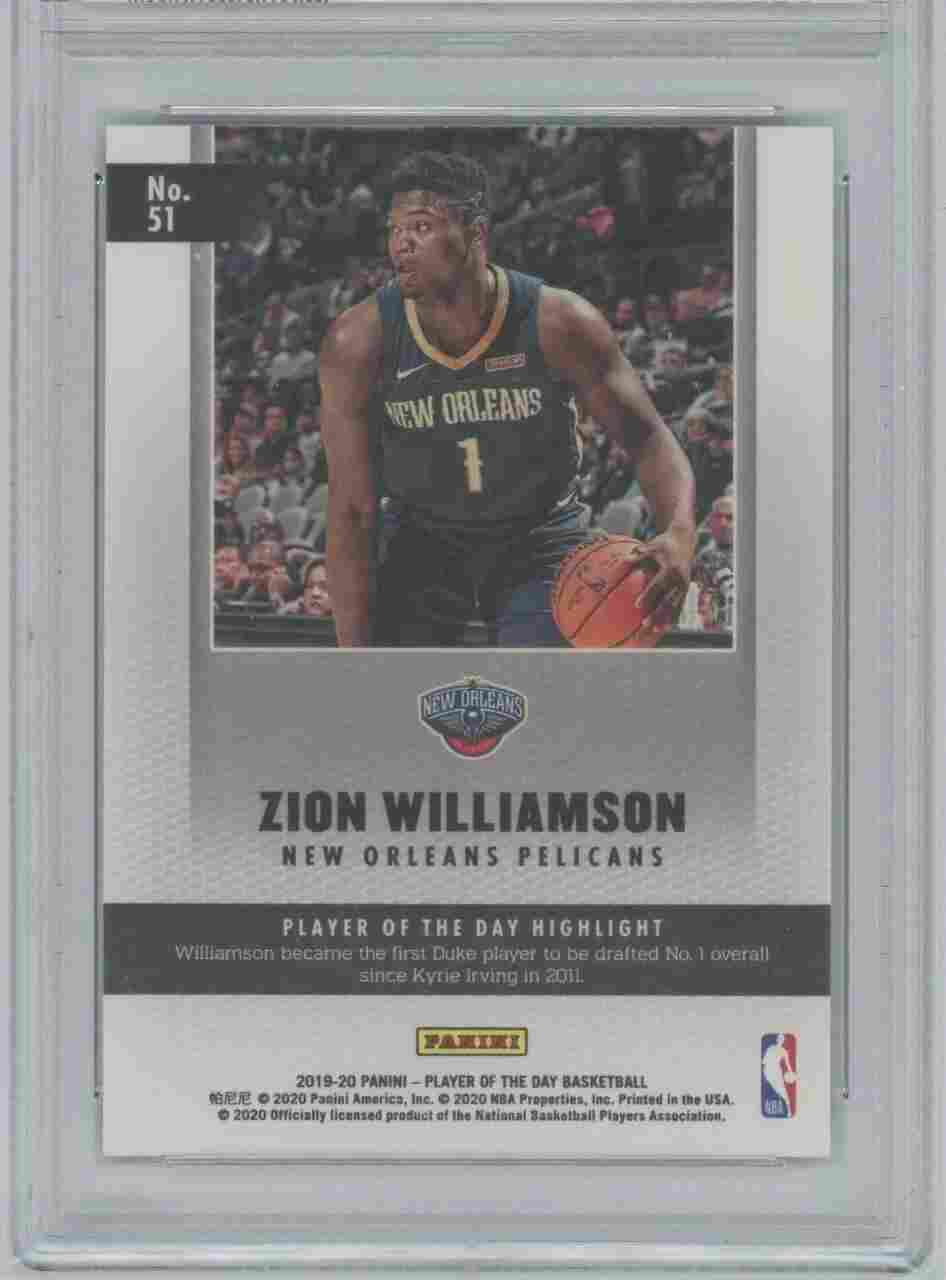 No.
51
NEW ORLEANS
1
NEW ORLEANS
ZION WILLIAMSON
NEW ORLEANS PELICANS
PLAYER OF THE DAY HIGHLIGHT
Williamson became the first Duke player to be drafted No. 1 overall
since Kyrie Irving in 2011.
PANINI
2019-20 PANINI – PLAYER OF THE DAY BASKETBALL
帕尼尼 © 2020 Panini America, Inc. © 2020 NBA Properties, Inc. Printed in the USA.
© 2020 Officially licensed product of the National Basketball Players Association.
NBA